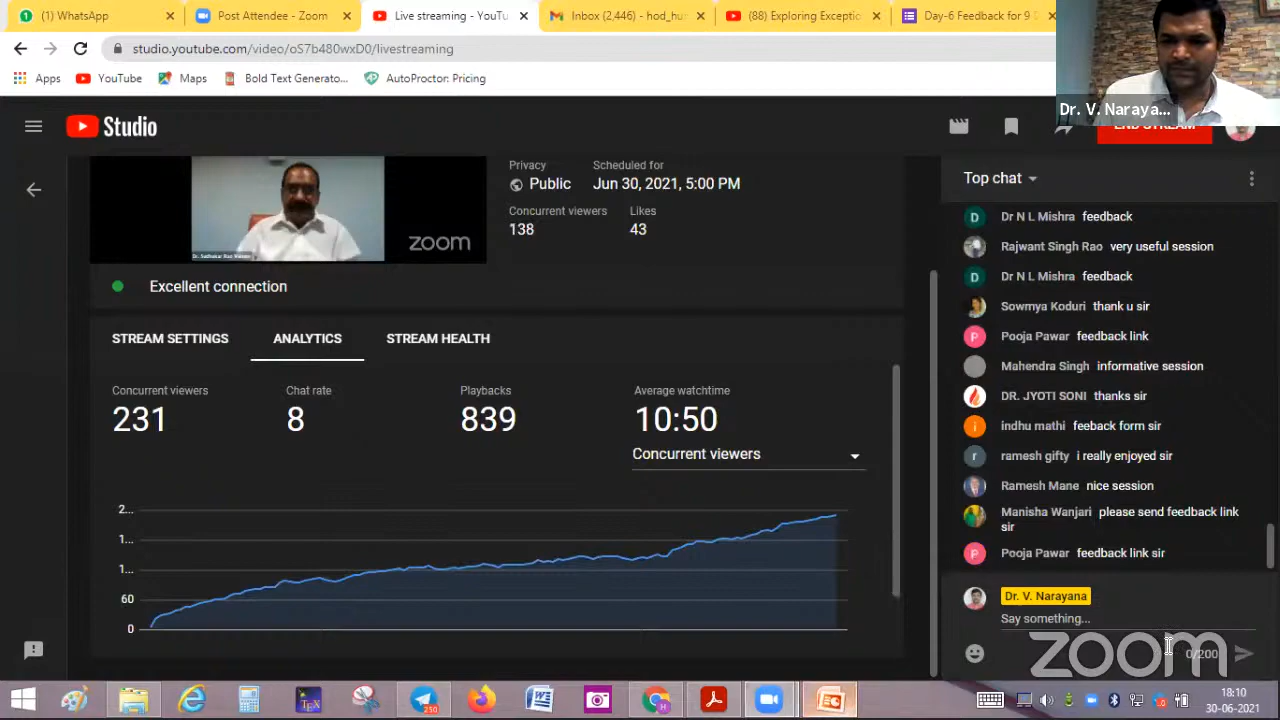 (1) WhatsApp
Post Attendee - Zoom
Live streaming - YouTu
Inbox (2,446) - hod_hu
(88) Exploring Exceptio
Day-6 Feedback for 9 D
studio.youtube.com/video/oS7b480wxD0/livestreaming
Apps
YouTube
Maps
Bold Text Generato...
AutoProctor: Pricing
Dr. V. Naraya...
Studio
END STREAM
Privacy
Scheduled for
Public
Jun 30, 2021, 5:00 PM
Concurrent viewers
Likes
138
43
zoom
Excellent connection
STREAM SETTINGS
ANALYTICS
STREAM HEALTH
Concurrent viewers
Chat rate
Playbacks
Average watchtime
231
8
839
10:50
Concurrent viewers
2...
1...
1...
60
0
Top chat
Dr N L Mishra feedback
Rajwant Singh Rao very useful session
Dr N L Mishra feedback
Sowmya Koduri thank u sir
Pooja Pawar feedback link
Mahendra Singh informative session
DR. JYOTI SONI thanks sir
indhu mathi feeback form sir
ramesh gifty i really enjoyed sir
Ramesh Mane nice session
Manisha Wanjari please send feedback link
sir
Pooja Pawar feedback link sir
Dr. V. Narayana
Say something...
0/200
zoom
18:10
30-06-2021